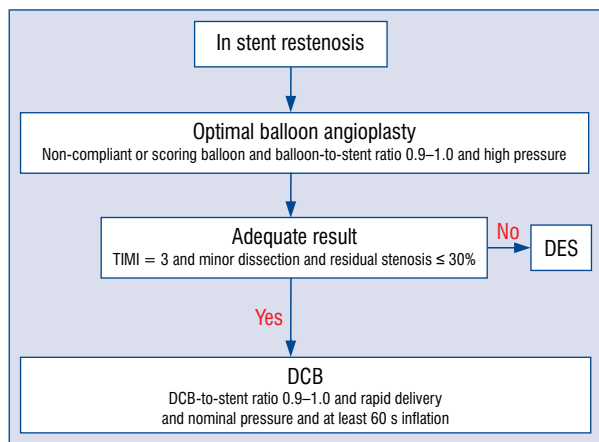 In stent restenosis
Optimal balloon angioplasty
Non-compliant or scoring balloon and balloon-to-stent ratio 0.9–1.0 and high pressure
Adequate result
TIMI = 3 and minor dissection and residual stenosis ≤ 30%
No
DES
Yes
DCB
DCB-to-stent ratio 0.9–1.0 and rapid delivery
and nominal pressure and at least 60 s inflation